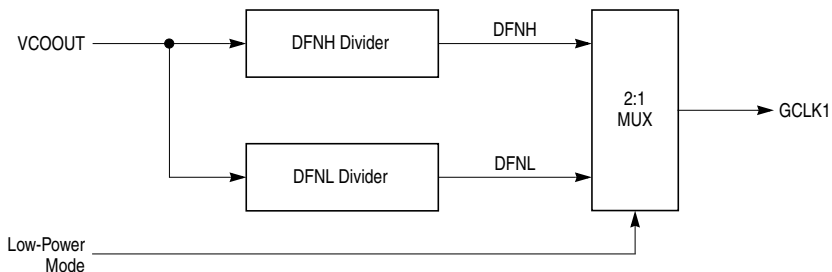 VCOOUT
DFNH Divider
DFNH
2:1
MUX
GCLK1
DFNL Divider
DFNL
Low-Power
Mode